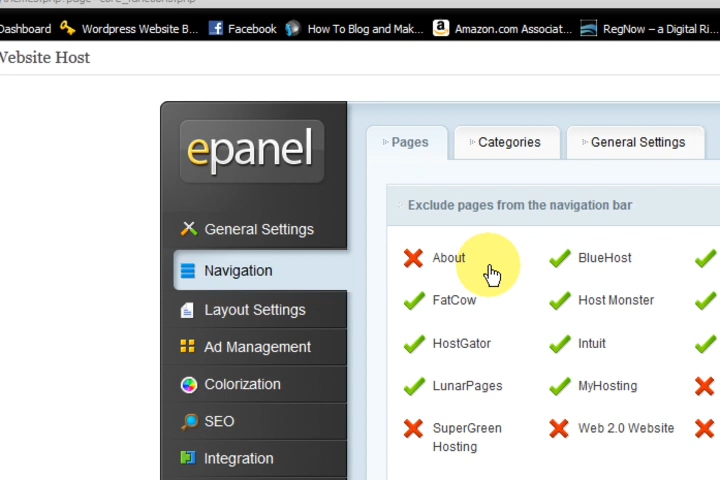 Dashboard Wordpress Website B... Facebook How To Blog and Mak... Amazon.com Associat... RegNow – a Digital Ri...
Website Host
epanel
Pages Categories General Settings
Exclude pages from the navigation bar
General Settings
Navigation
Layout Settings
Ad Management
Colorization
SEO
Integration
About BlueHost
FatCow Host Monster
HostGator Intuit
LunarPages MyHosting
SuperGreen Hosting Web 2.0 Website